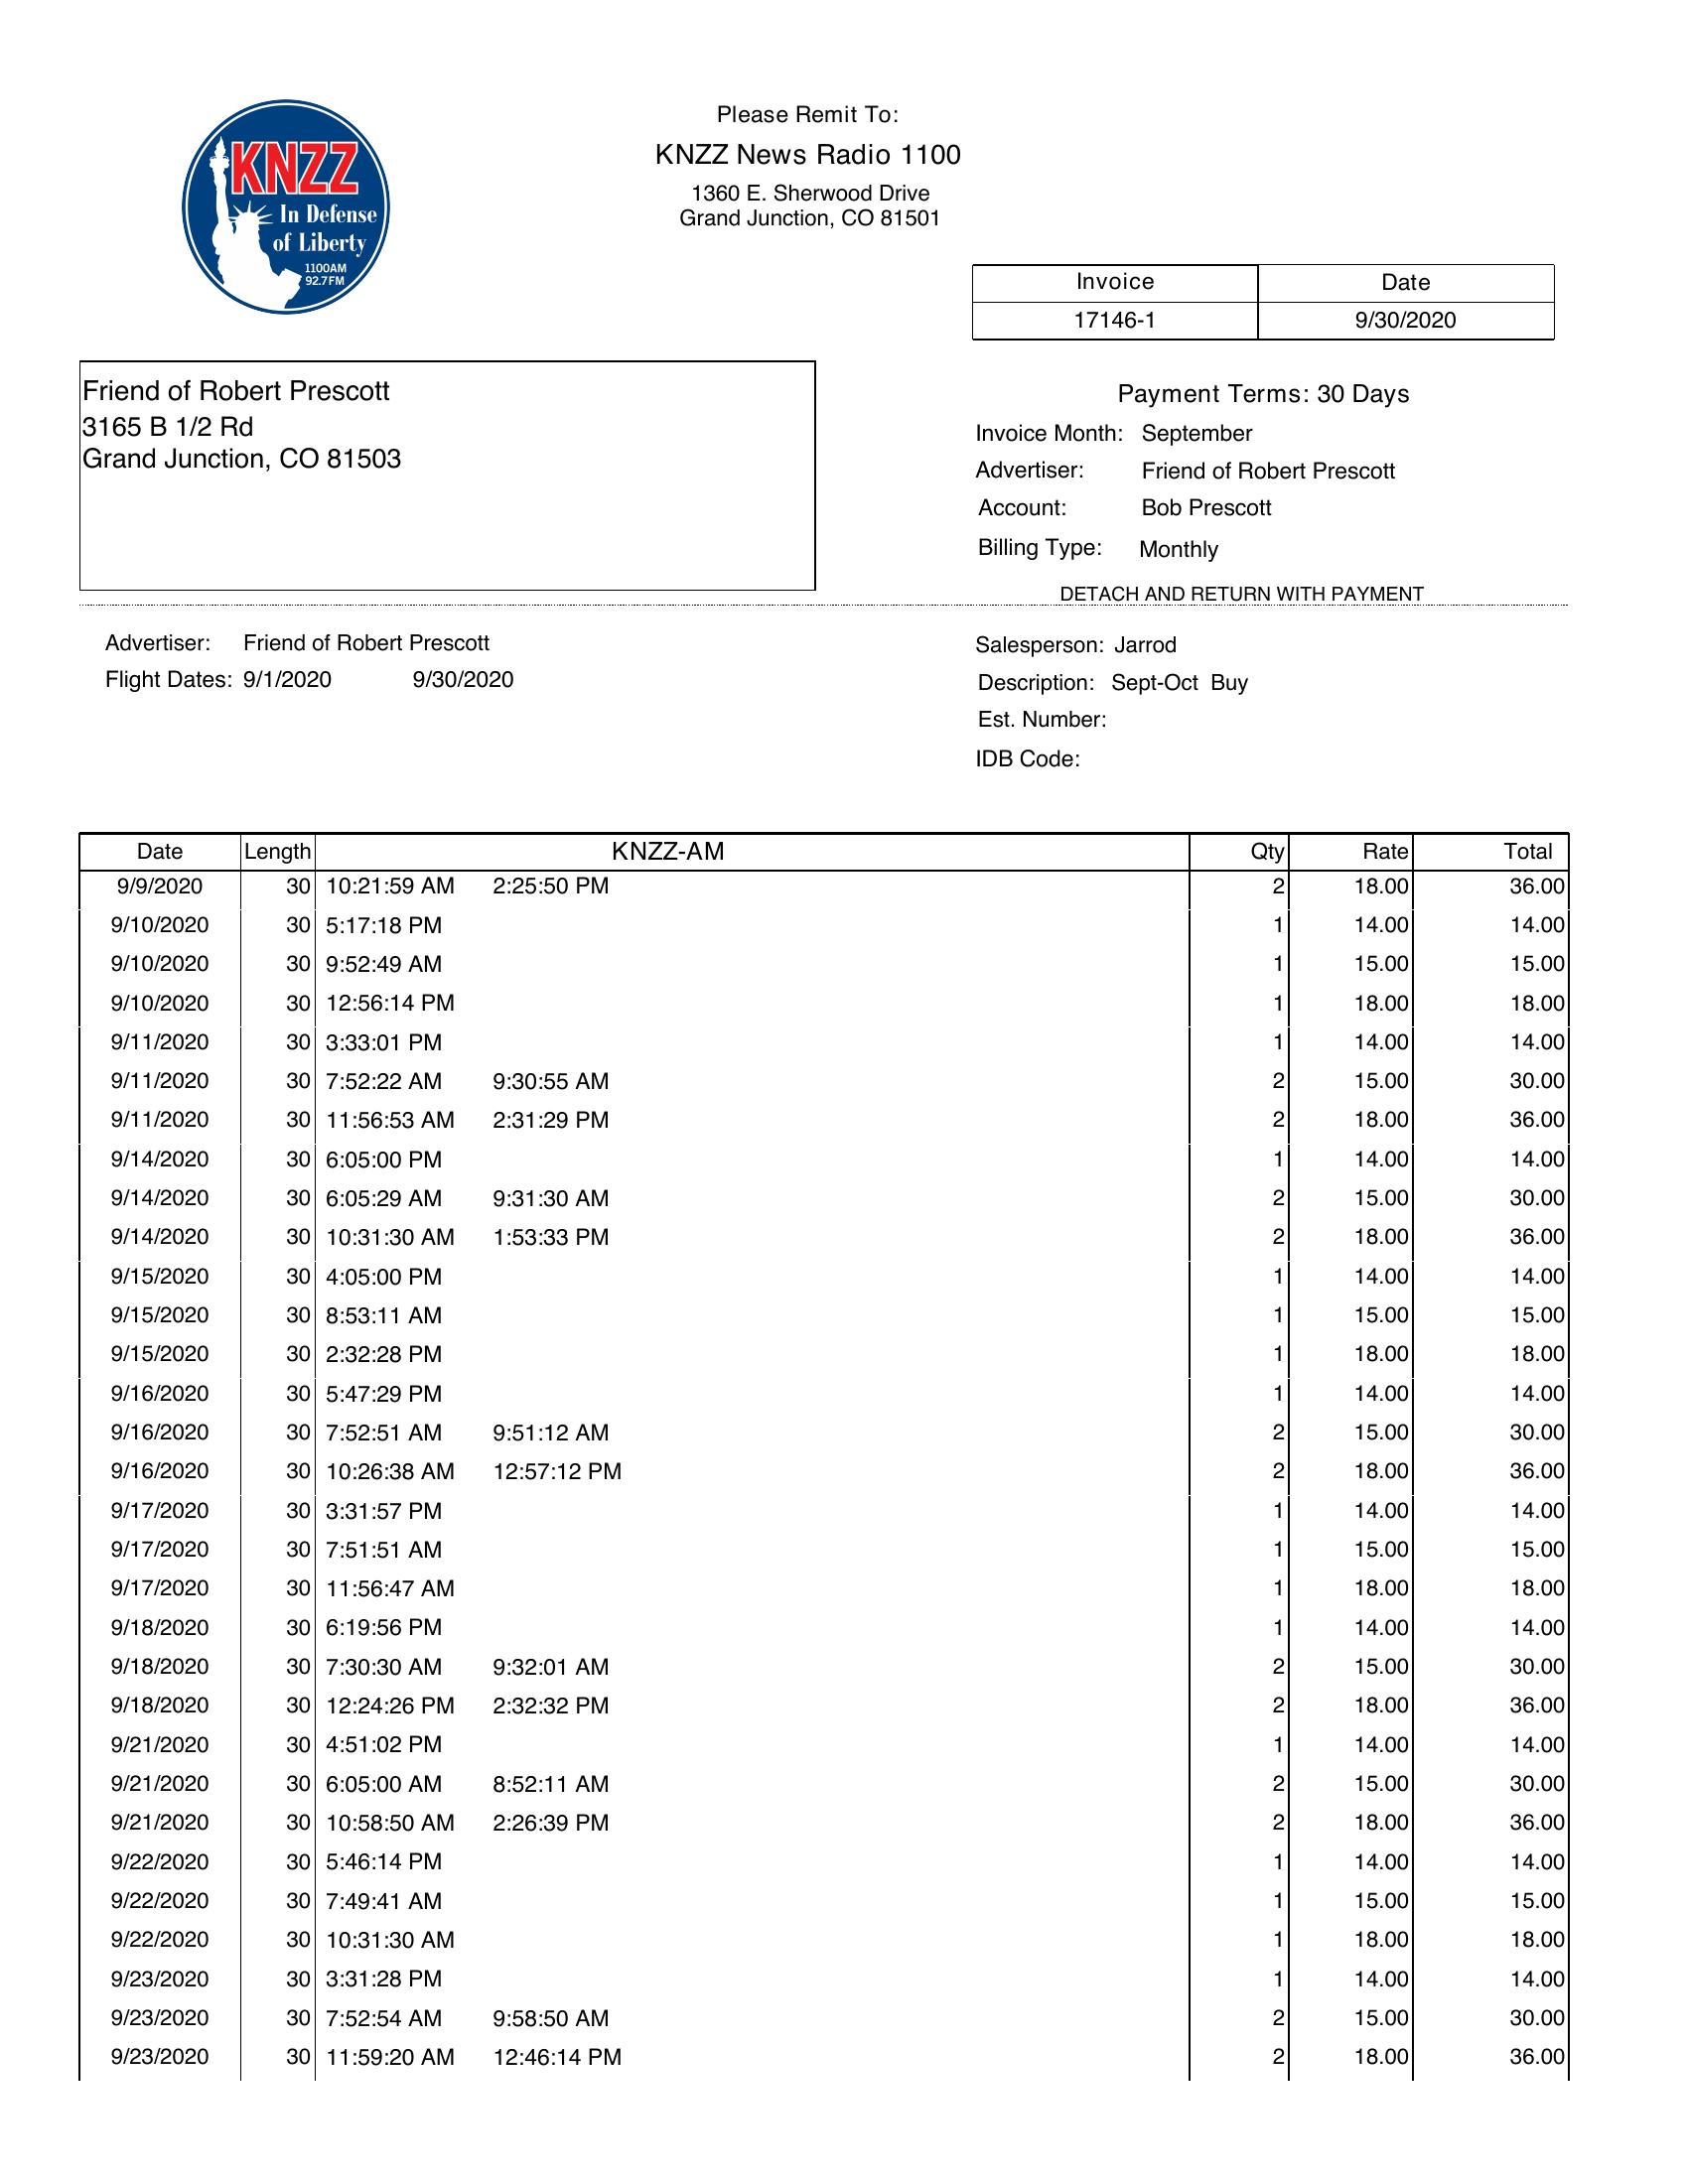 KNZZ
In Defense
of Liberty
1100AM
92.7FM
Please Remit To:
KNZZ News Radio 1100
1360 E. Sherwood Drive
Grand Junction, CO 81501
Invoice Date
17146-1 9/30/2020
Friend of Robert Prescott
3165 B 1/2 Rd
Grand Junction, CO 81503
Payment Terms: 30 Days
Invoice Month: September
Advertiser: Friend of Robert Prescott
Account: Bob Prescott
Billing Type: Monthly
DETACH AND RETURN WITH PAYMENT
Advertiser: Friend of Robert Prescott
Flight Dates: 9/1/2020 9/30/2020
Salesperson: Jarrod
Description: Sept-Oct Buy
Est. Number:
IDB Code:
Date Length KNZZ-AM Qty Rate Total
9/9/2020 30 10:21:59 AM 2:25:50 PM 2 18.00 36.00
9/10/2020 30 5:17:18 PM 1 14.00 14.00
9/10/2020 30 9:52:49 AM 1 15.00 15.00
9/10/2020 30 12:56:14 PM 1 18.00 18.00
9/11/2020 30 3:33:01 PM 1 14.00 14.00
9/11/2020 30 7:52:22 AM 9:30:55 AM 2 15.00 30.00
9/11/2020 30 11:56:53 AM 2:31:29 PM 2 18.00 36.00
9/14/2020 30 6:05:00 PM 1 14.00 14.00
9/14/2020 30 6:05:29 AM 9:31:30 AM 2 15.00 30.00
9/14/2020 30 10:31:30 AM 1:53:33 PM 2 18.00 36.00
9/15/2020 30 4:05:00 PM 1 14.00 14.00
9/15/2020 30 8:53:11 AM 1 15.00 15.00
9/15/2020 30 2:32:28 PM 1 18.00 18.00
9/16/2020 30 5:47:29 PM 1 14.00 14.00
9/16/2020 30 7:52:51 AM 9:51:12 AM 2 15.00 30.00
9/16/2020 30 10:26:38 AM 12:57:12 PM 2 18.00 36.00
9/17/2020 30 3:31:57 PM 1 14.00 14.00
9/17/2020 30 7:51:51 AM 1 15.00 15.00
9/17/2020 30 11:56:47 AM 1 18.00 18.00
9/18/2020 30 6:19:56 PM 1 14.00 14.00
9/18/2020 30 7:30:30 AM 9:32:01 AM 2 15.00 30.00
9/18/2020 30 12:24:26 PM 2:32:32 PM 2 18.00 36.00
9/21/2020 30 4:51:02 PM 1 14.00 14.00
9/21/2020 30 6:05:00 AM 8:52:11 AM 2 15.00 30.00
9/21/2020 30 10:58:50 AM 2:26:39 PM 2 18.00 36.00
9/22/2020 30 5:46:14 PM 1 14.00 14.00
9/22/2020 30 7:49:41 AM 1 15.00 15.00
9/22/2020 30 10:31:30 AM 1 18.00 18.00
9/23/2020 30 3:31:28 PM 1 14.00 14.00
9/23/2020 30 7:52:54 AM 9:58:50 AM 2 15.00 30.00
9/23/2020 30 11:59:20 AM 12:46:14 PM 2 18.00 36.00